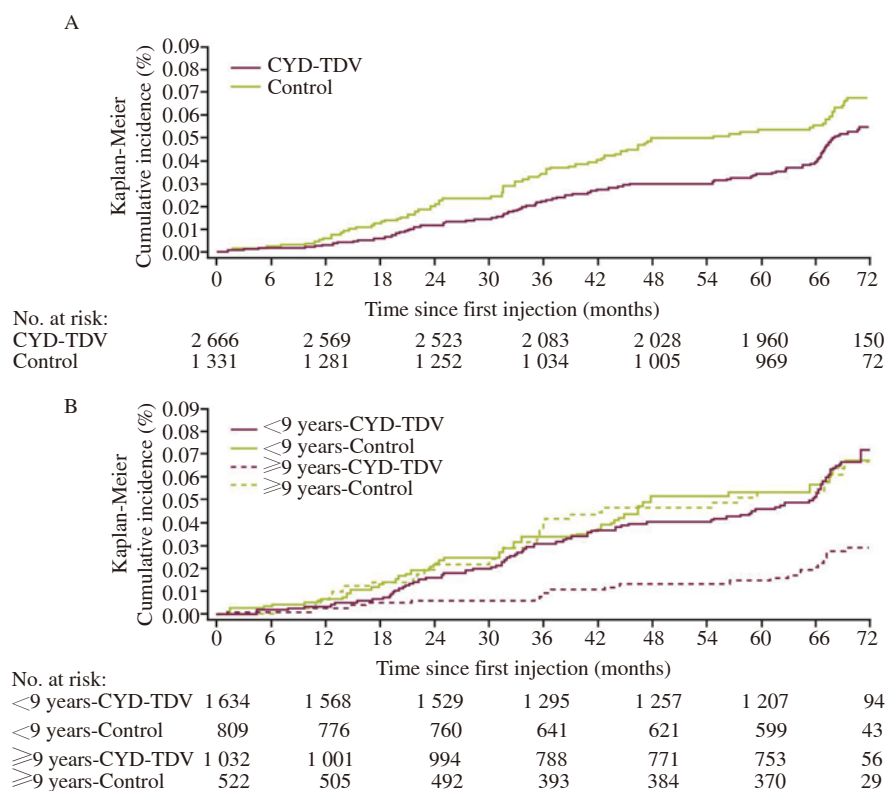 A
Kaplan-Meier
Cumulative incidence (%)
0.09
0.08
0.07
0.06
0.05
0.04
0.03
0.02
0.01
0.00
CYD-TDV
Control
0 6 12 18 24 30 36 42 48 54 60 66 72
Time since first injection (months)
No. at risk:
CYD-TDV 2 666 2 569 2 523 2 083 2 028 1 960 150
Control 1 331 1 281 1 252 1 034 1 005 969 72
B
Kaplan-Meier
Cumulative incidence (%)
0.09
0.08
0.07
0.06
0.05
0.04
0.03
0.02
0.01
0.00
<9 years-CYD-TDV
<9 years-Control
⩾9 years-CYD-TDV
⩾9 years-Control
0 6 12 18 24 30 36 42 48 54 60 66 72
Time since first injection (months)
No. at risk:
<9 years-CYD-TDV 1 634 1 568 1 529 1 295 1 257 1 207 94
<9 years-Control 809 776 760 641 621 599 43
⩾9 years-CYD-TDV 1 032 1 001 994 788 771 753 56
⩾9 years-Control 522 505 492 393 384 370 29